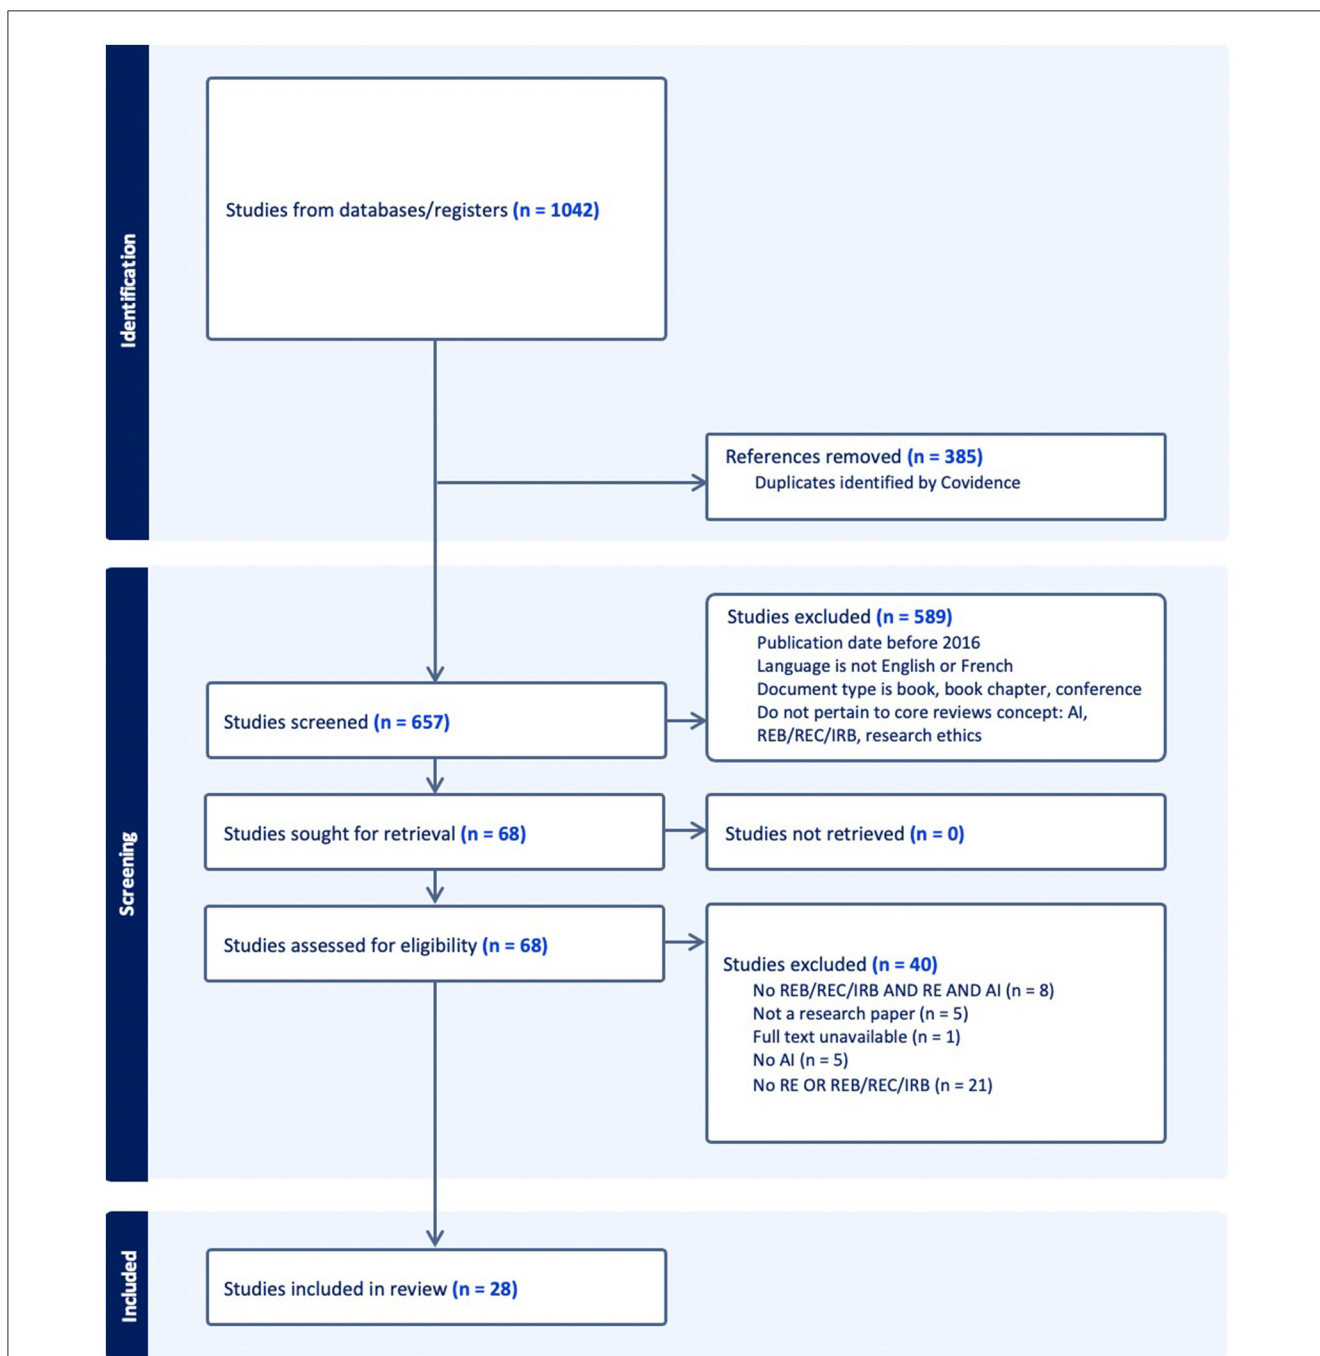 Identification
Studies from databases/registers (n = 1042)
References removed (n = 385)
Duplicates identified by Covidence
Screening
Studies screened (n = 657)
Studies excluded (n = 589)
Publication date before 2016
Language is not English or French
Document type is book, book chapter, conference
Do not pertain to core reviews concept: AI,
REB/REC/IRB, research ethics
Studies sought for retrieval (n = 68)
Studies not retrieved (n = 0)
Studies assessed for eligibility (n = 68)
Studies excluded (n = 40)
No REB/REC/IRB AND RE AND AI (n = 8)
Not a research paper (n = 5)
Full text unavailable (n = 1)
No AI (n = 5)
No RE OR REB/REC/IRB (n = 21)
Included
Studies included in review (n = 28)